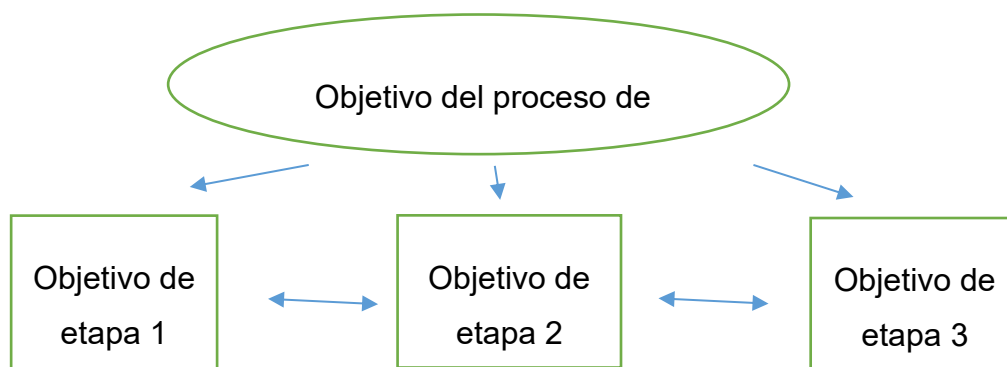 Objetivo del proceso de
Objetivo de
etapa 1
Objetivo de
etapa 2
Objetivo de
etapa 3